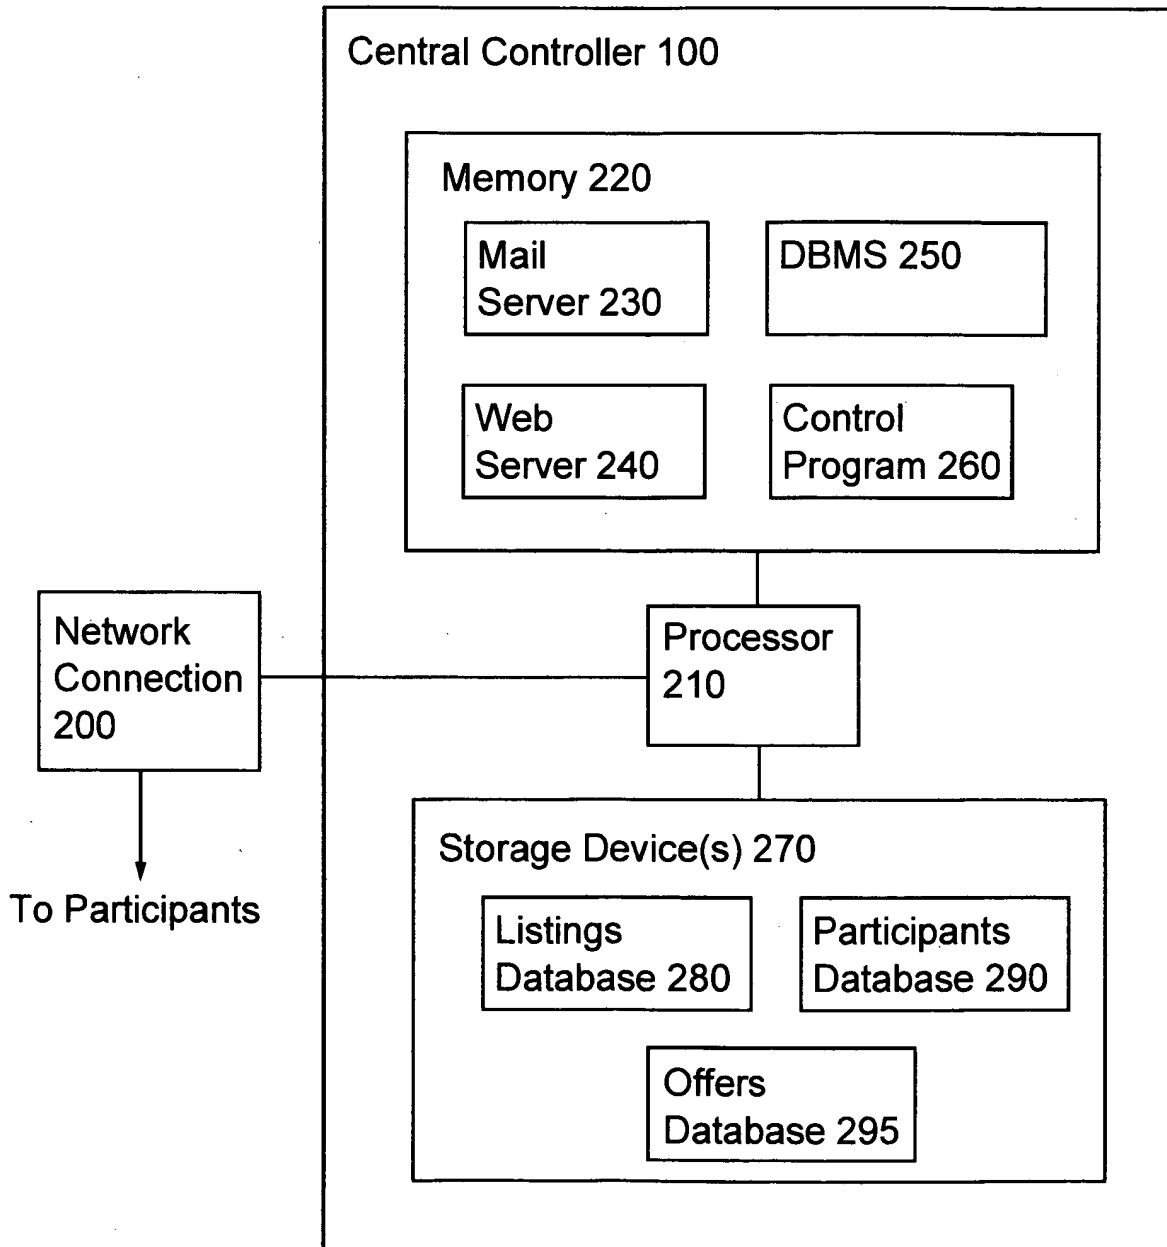 Central Controller 100
Memory 220
Mail
Server 230
DBMS 250
Web
Server 240
Control
Program 260
Network
Connection
200
Processor
210
To Participants
Storage Device(s) 270
Listings
Database 280
Participants
Database 290
Offers
Database 295